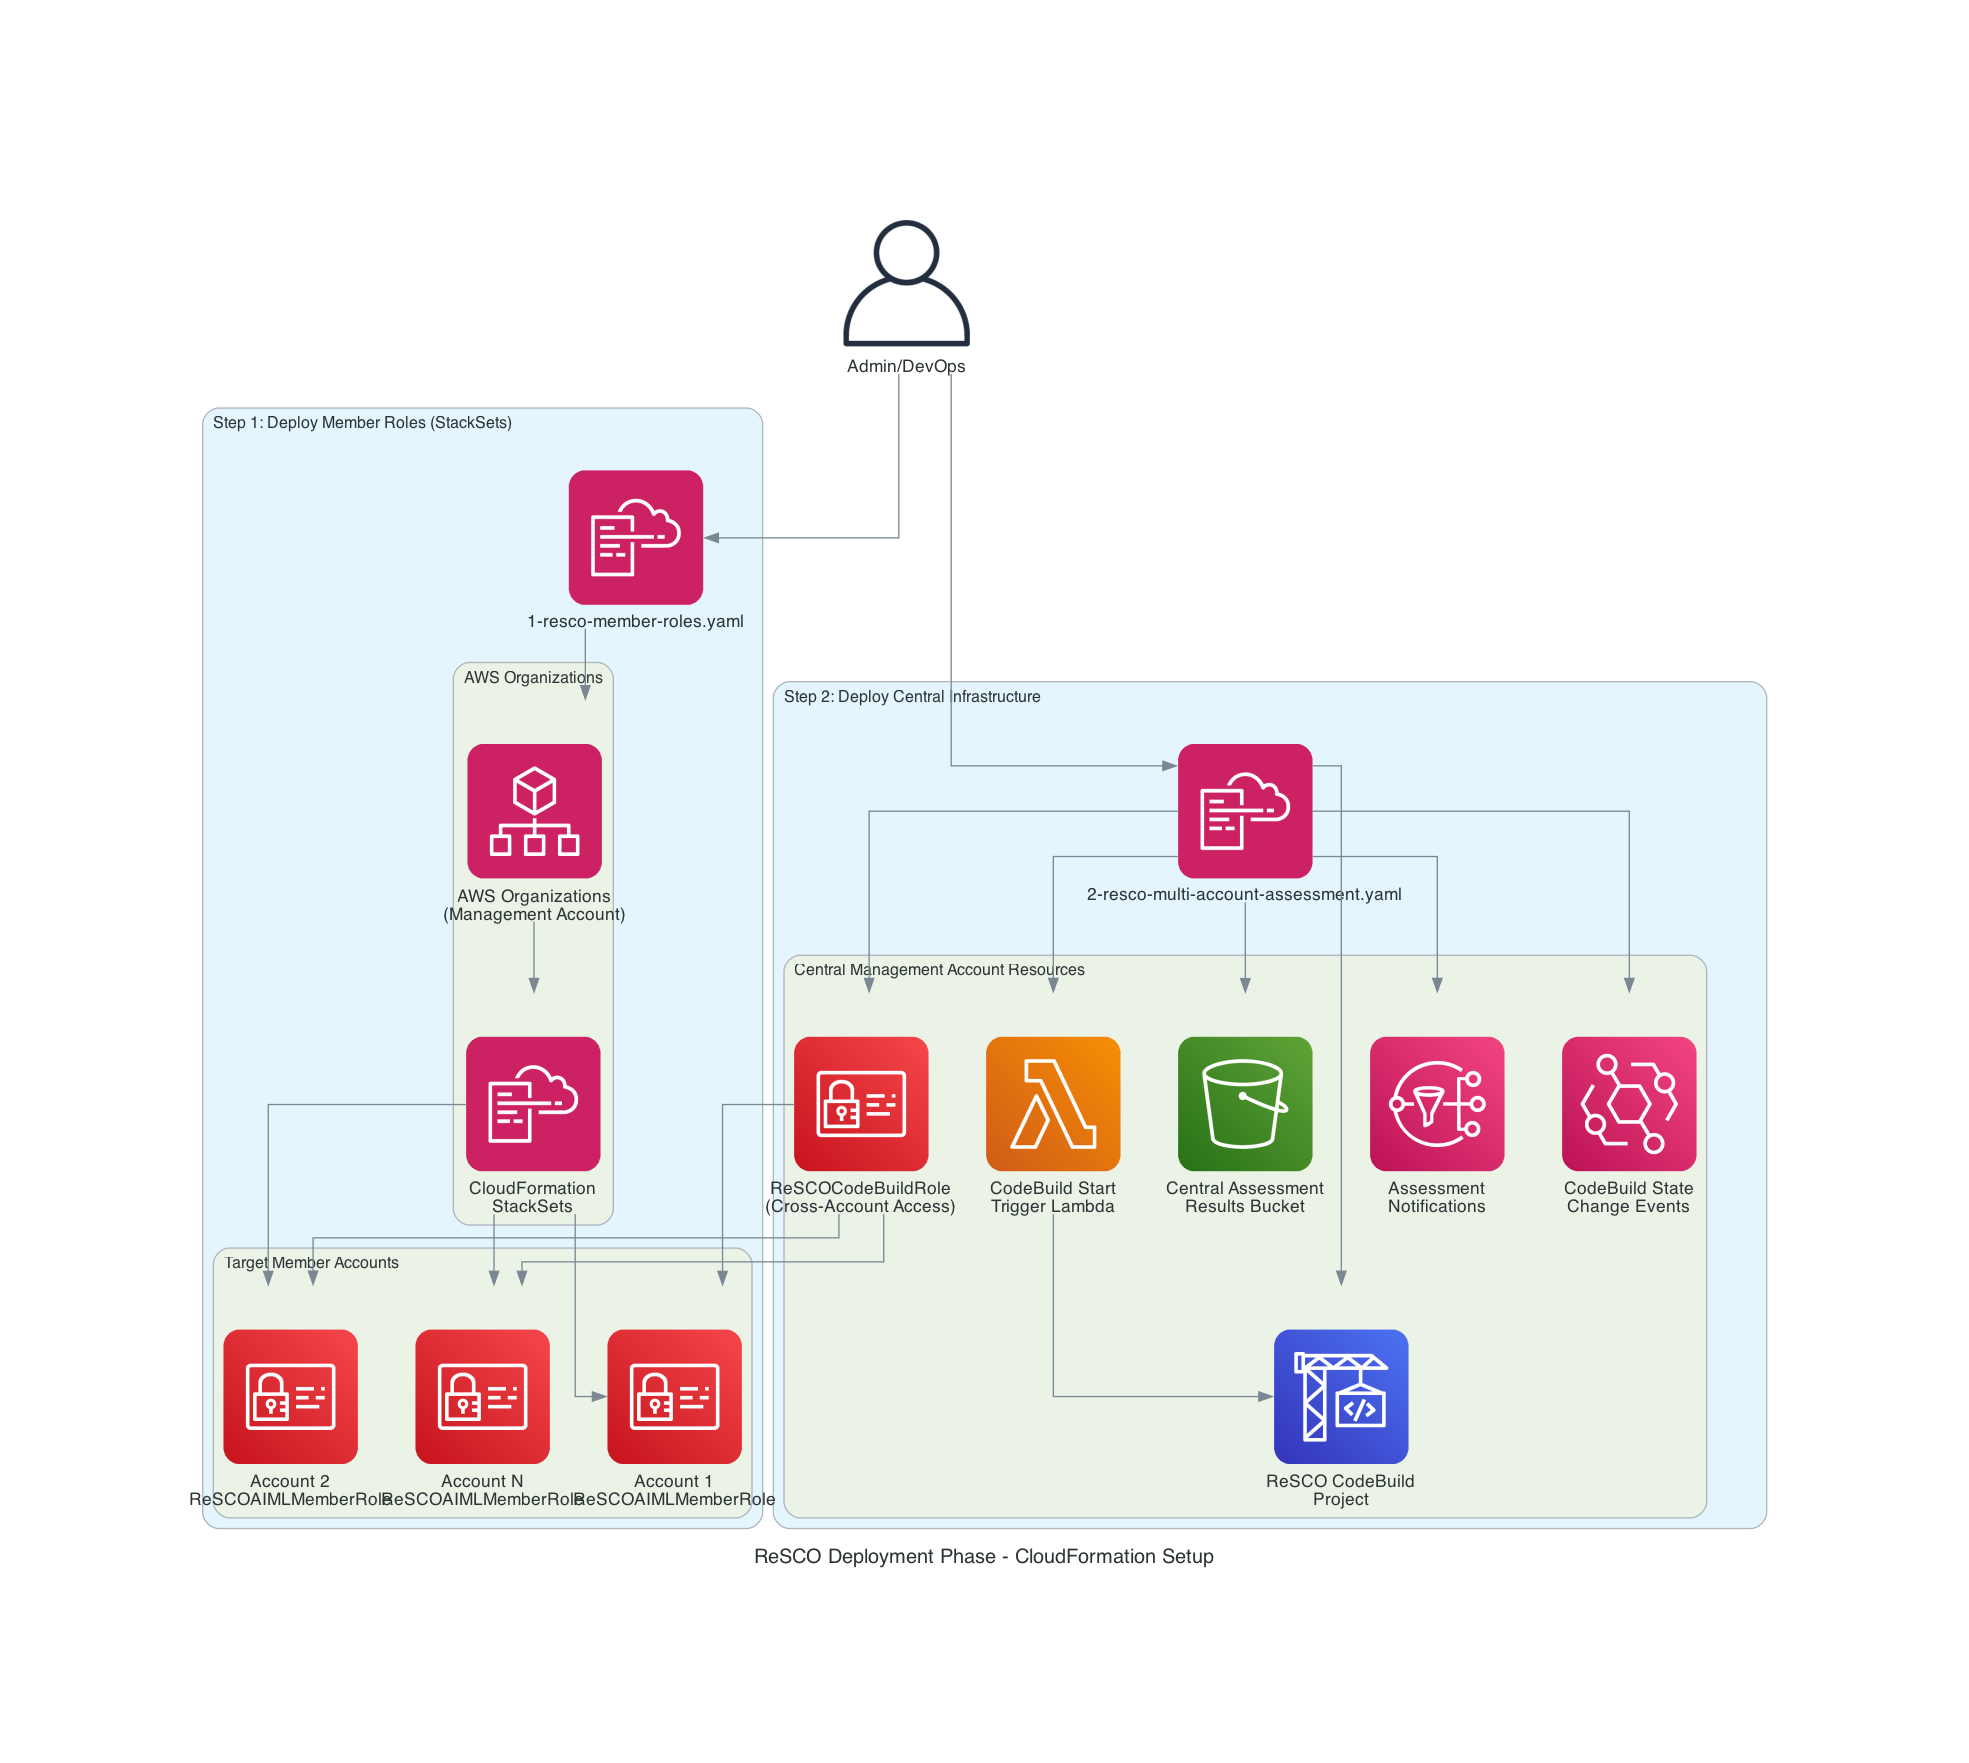 Admin/DevOps
Step 1: Deploy Member Roles (StackSets)
1-resco-member-roles.yaml
AWS Organizations
AWS Organizations
(Management Account)
CloudFormation
StackSets
Target Member Accounts
Account 2
ReSCOAIMLMemberRole
Account N
ReSCOAIMLMemberRole
Account 1
ReSCOAIMLMemberRole
Step 2: Deploy Central Infrastructure
2-resco-multi-account-assessment.yaml
Central Management Account Resources
ReSCOCodeBuildRole
(Cross-Account Access)
CodeBuild Start
Trigger Lambda
Central Assessment
Results Bucket
Assessment
Notifications
CodeBuild State
Change Events
ReSCO CodeBuild
Project
ReSCO Deployment Phase - CloudFormation Setup